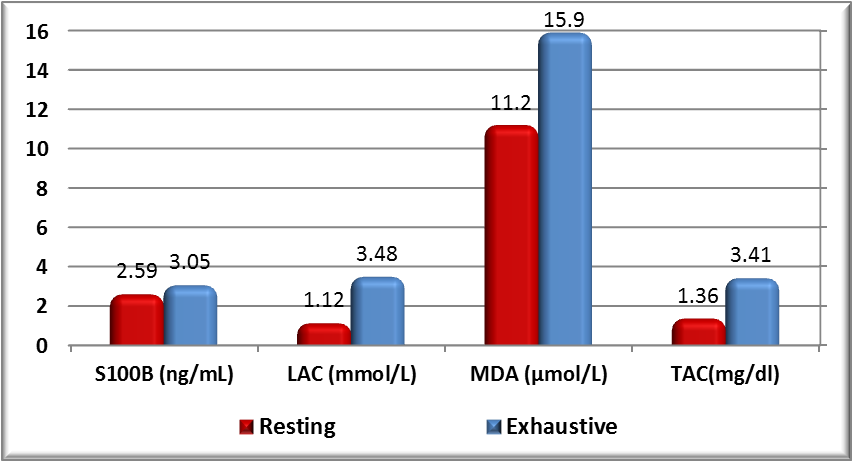 16
14
12
10
8
6
4
2
0
2.59
3.05
1.12
3.48
11.2
15.9
1.36
3.41
S100B (ng/mL)
LAC (mmol/L)
MDA (µmol/L)
TAC(mg/dl)
Resting
Exhaustive